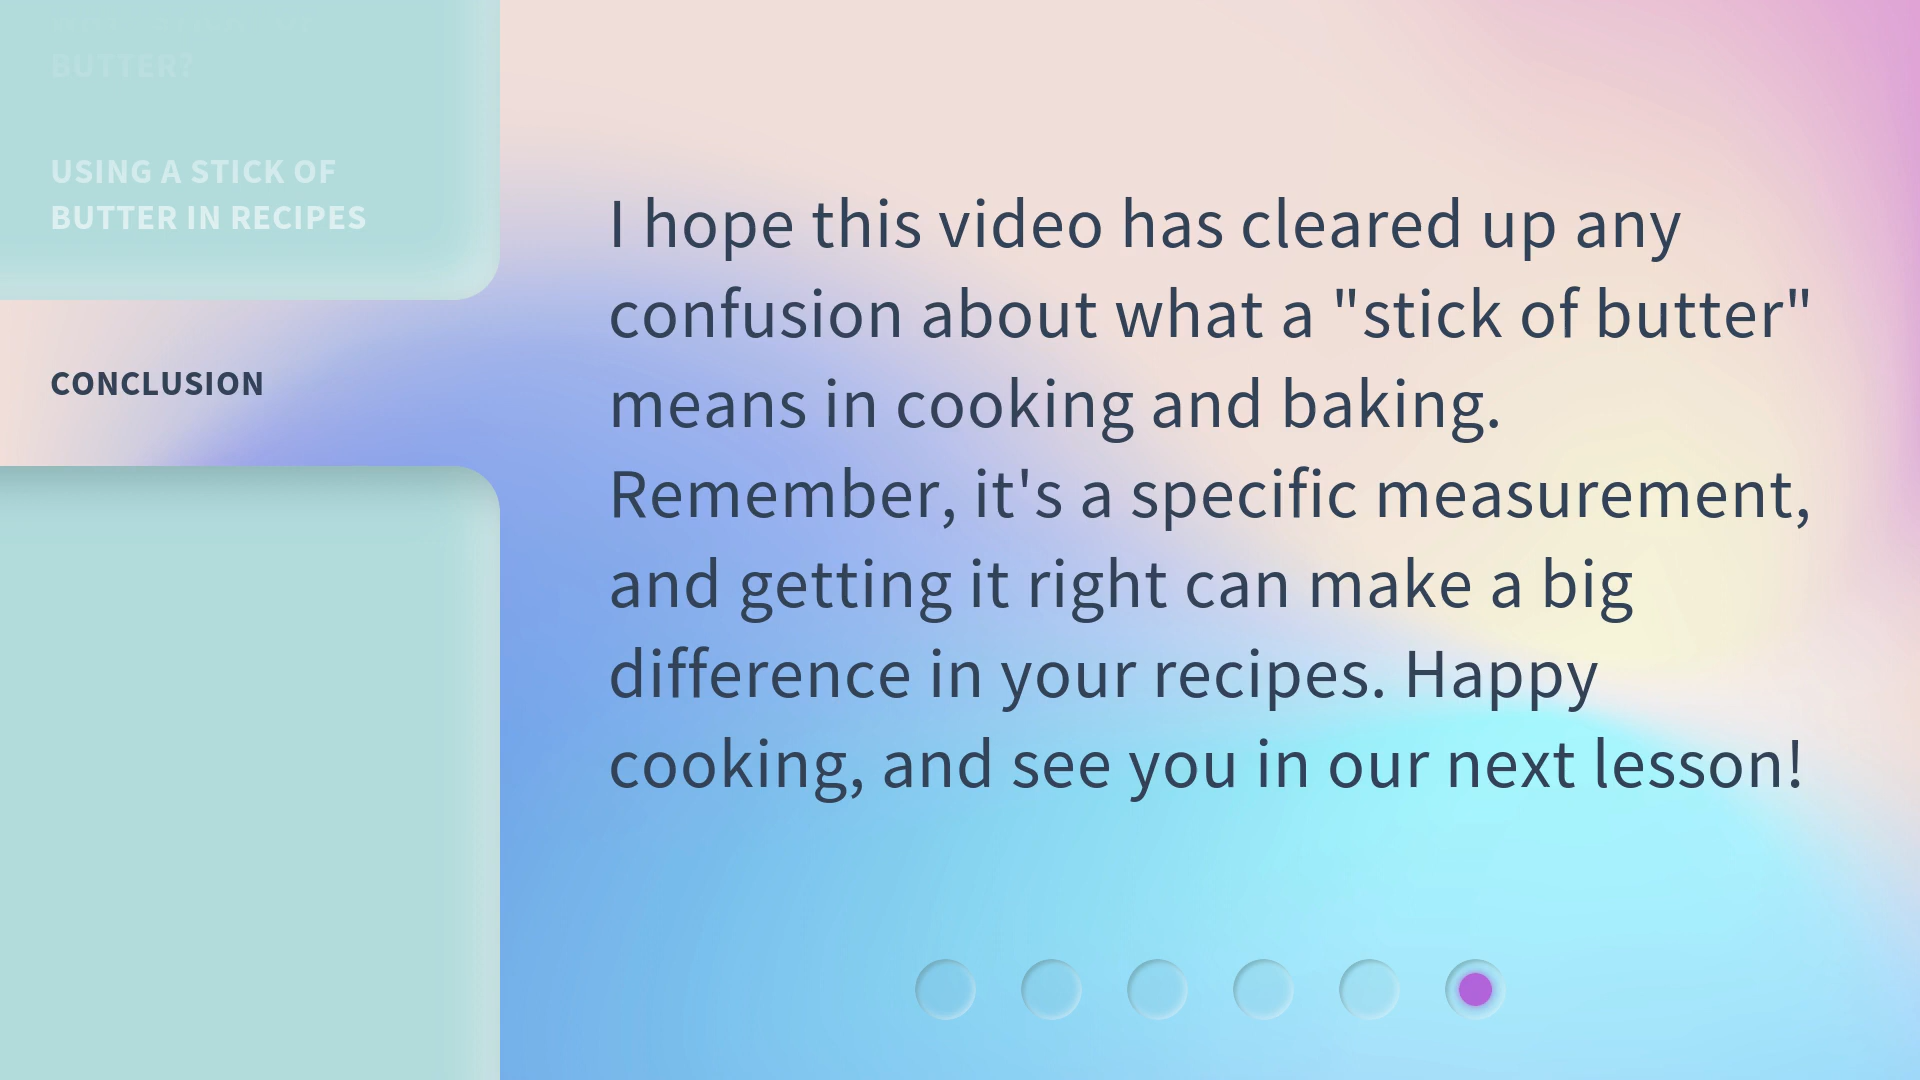 BUTTER?
USING A STICK OF
BUTTER IN RECIPES
CONCLUSION
I hope this video has cleared up any
confusion about what a "stick of butter"
means in cooking and baking.
Remember, it's a specific measurement,
and getting it right can make a big
difference in your recipes. Happy
cooking, and see you in our next lesson!